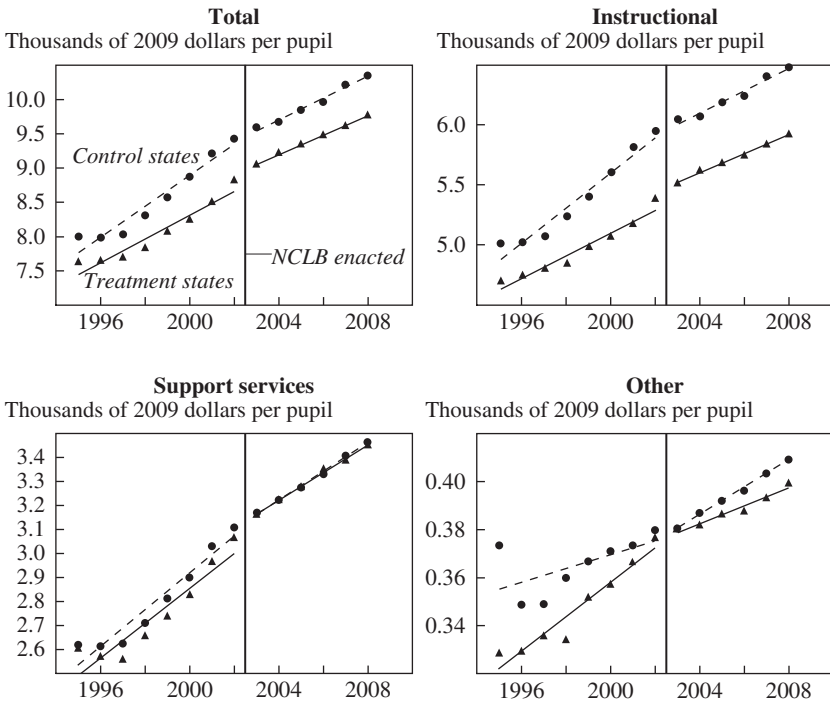 Total
Thousands of 2009 dollars per pupil
10.0
9.5
9.0
8.5
8.0
7.5
Control states
Treatment states
NCLB enacted
1996 2000 2004 2008
Instructional
Thousands of 2009 dollars per pupil
6.0
5.5
5.0
1996 2000 2004 2008
Support services
Thousands of 2009 dollars per pupil
3.4
3.3
3.2
3.1
3.0
2.9
2.8
2.7
2.6
1996 2000 2004 2008
Other
Thousands of 2009 dollars per pupil
0.40
0.38
0.36
0.34
1996 2000 2004 2008